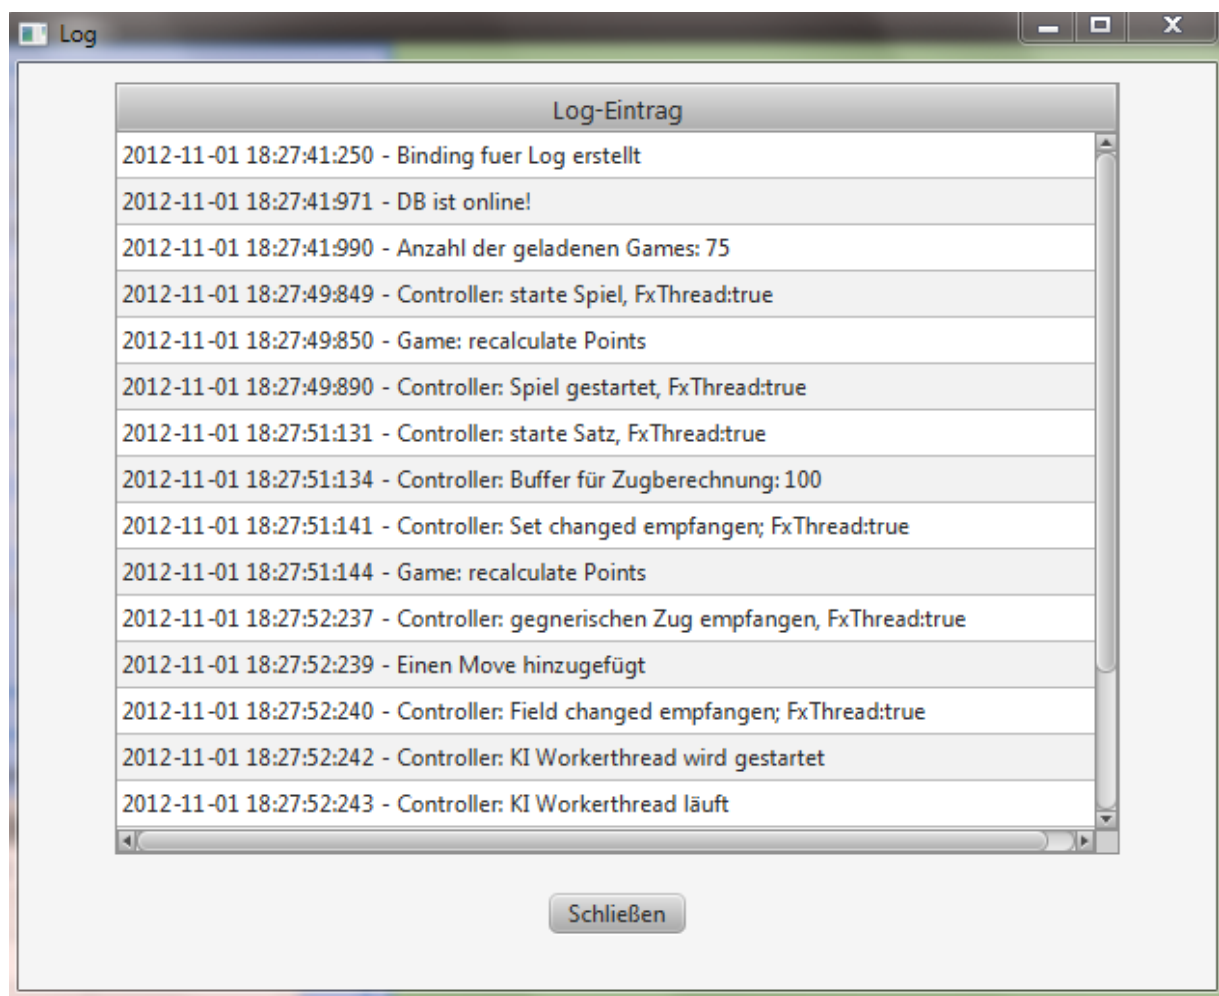 Log
Log-Eintrag
2012-11-01 18:27:41:250 - Binding fuer Log erstellt
2012-11-01 18:27:41:971 - DB ist online!
2012-11-01 18:27:41:990 - Anzahl der geladenen Games: 75
2012-11-01 18:27:49:849 - Controller: starte Spiel, FxThread:true
2012-11-01 18:27:49:850 - Game: recalculate Points
2012-11-01 18:27:49:890 - Controller: Spiel gestartet, FxThread:true
2012-11-01 18:27:51:131 - Controller: starte Satz, FxThread:true
2012-11-01 18:27:51:134 - Controller: Buffer für Zugberechnung: 100
2012-11-01 18:27:51:141 - Controller: Set changed empfangen; FxThread:true
2012-11-01 18:27:51:144 - Game: recalculate Points
2012-11-01 18:27:52:237 - Controller: gegnerischen Zug empfangen, FxThread:true
2012-11-01 18:27:52:239 - Einen Move hinzugefügt
2012-11-01 18:27:52:240 - Controller: Field changed empfangen; FxThread:true
2012-11-01 18:27:52:242 - Controller: KI Workerthread wird gestartet
2012-11-01 18:27:52:243 - Controller: KI Workerthread läuft
Schließen